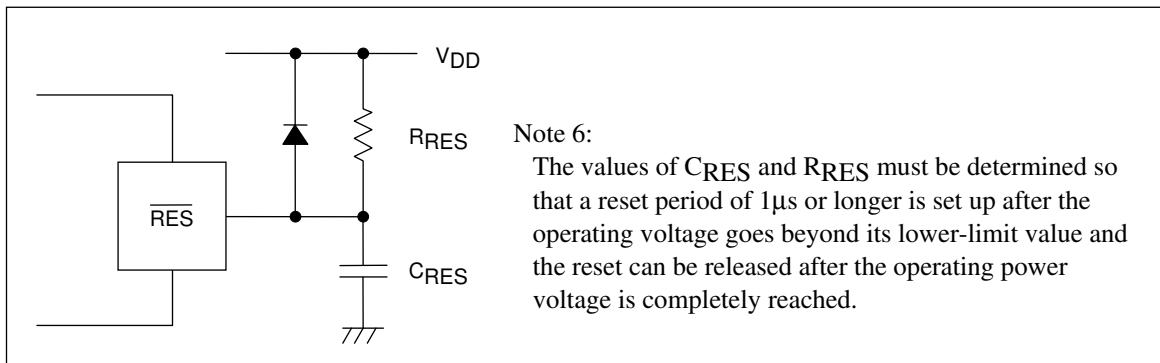 VDD
RRES
RES
CRES
Note 6:
The values of CRES and RRES must be determined so
that a reset period of 1μs or longer is set up after the
operating voltage goes beyond its lower-limit value and
the reset can be released after the operating power
voltage is completely reached.